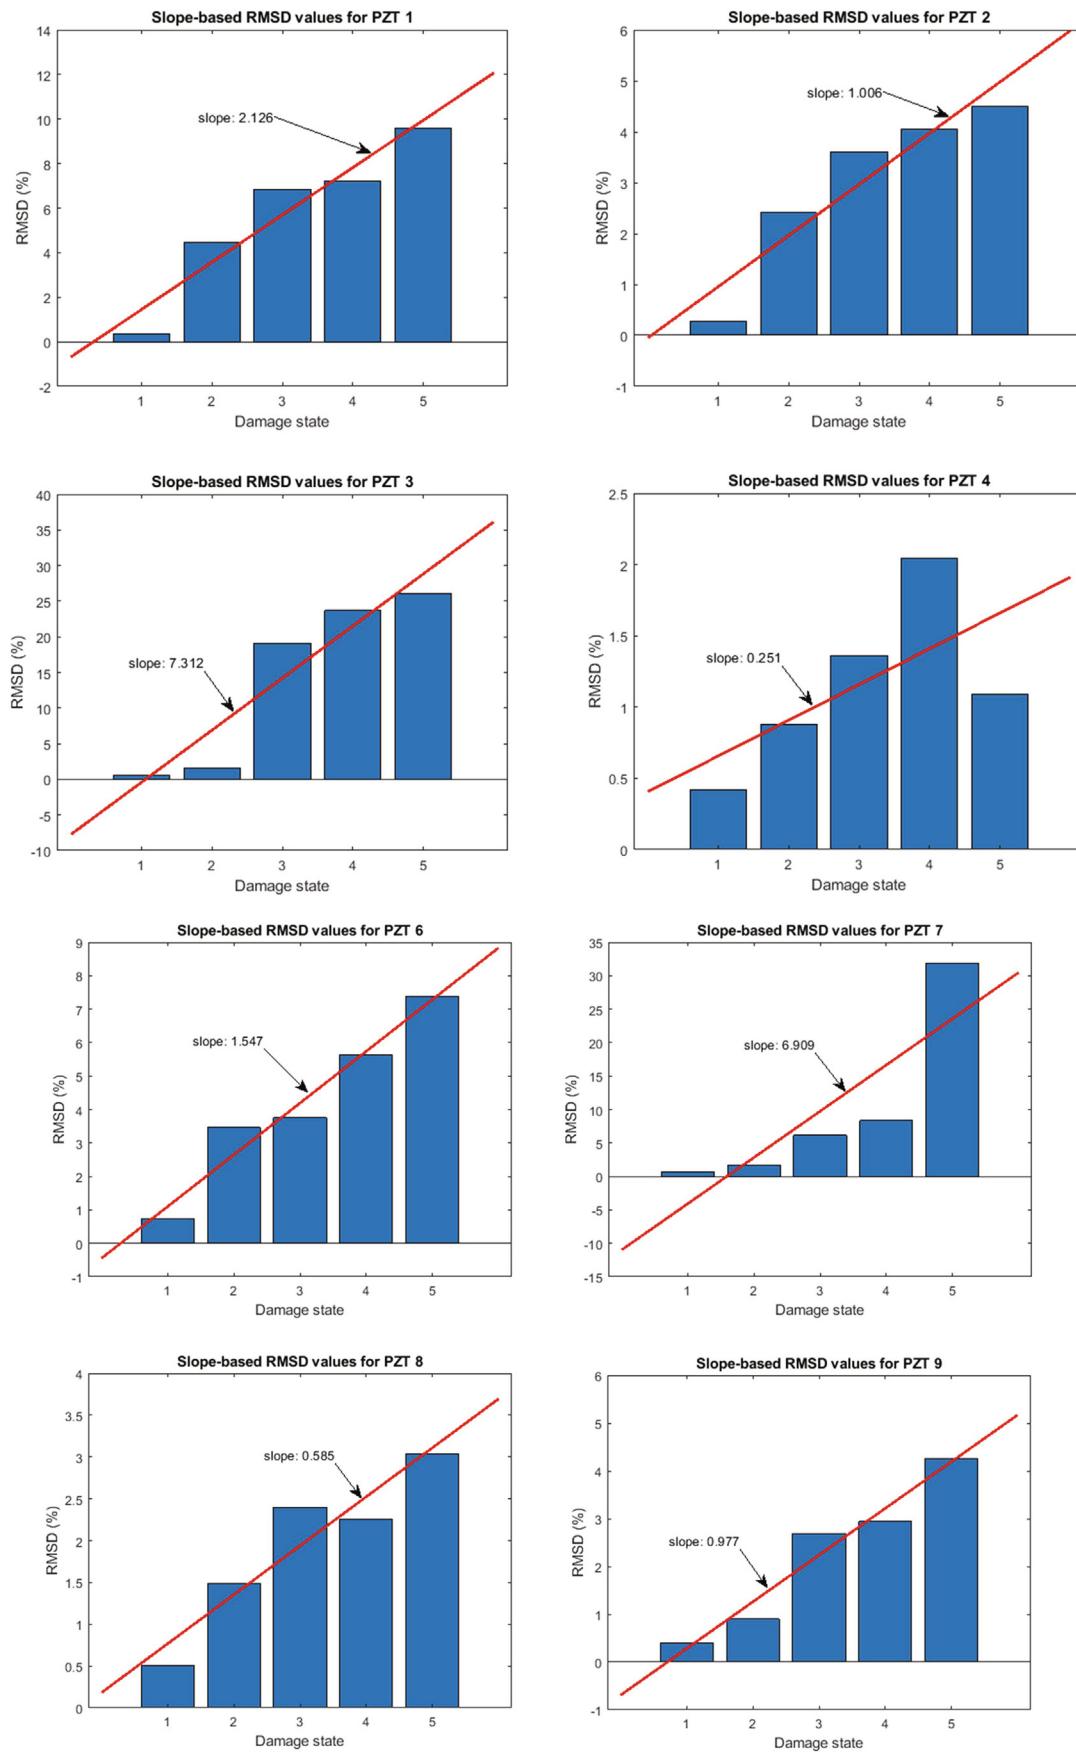 Slope-based RMSD values for PZT 1
14
12
10
8
6
4
2
0
-2
RMSD (%)
slope: 2.126
1 2 3 4 5
Damage state
Slope-based RMSD values for PZT 2
6
5
4
3
2
1
0
-1
RMSD (%)
slope: 1.006
1 2 3 4 5
Damage state
Slope-based RMSD values for PZT 3
40
35
30
25
20
15
10
5
0
-5
-10
RMSD (%)
slope: 7.312
1 2 3 4 5
Damage state
Slope-based RMSD values for PZT 4
2.5
2
1.5
1
0.5
0
RMSD (%)
slope: 0.251
1 2 3 4 5
Damage state
Slope-based RMSD values for PZT 6
9
8
7
6
5
4
3
2
1
0
-1
RMSD (%)
slope: 1.547
1 2 3 4 5
Damage state
Slope-based RMSD values for PZT 7
35
30
25
20
15
10
5
0
-5
-10
-15
RMSD (%)
slope: 6.909
1 2 3 4 5
Damage state
Slope-based RMSD values for PZT 8
4
3.5
3
2.5
2
1.5
1
0.5
0
RMSD (%)
slope: 0.585
1 2 3 4 5
Damage state
Slope-based RMSD values for PZT 9
6
5
4
3
2
1
0
-1
RMSD (%)
slope: 0.977
1 2 3 4 5
Damage state